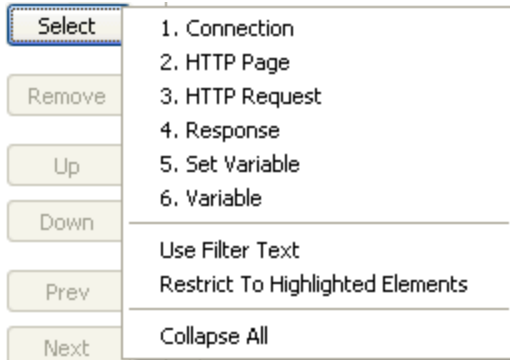 Select
Remove
Up
Down
Prev
Next
1. Connection
2. HTTP Page
3. HTTP Request
4. Response
5. Set Variable
6. Variable
Use Filter Text
Restrict To Highlighted Elements
Collapse All